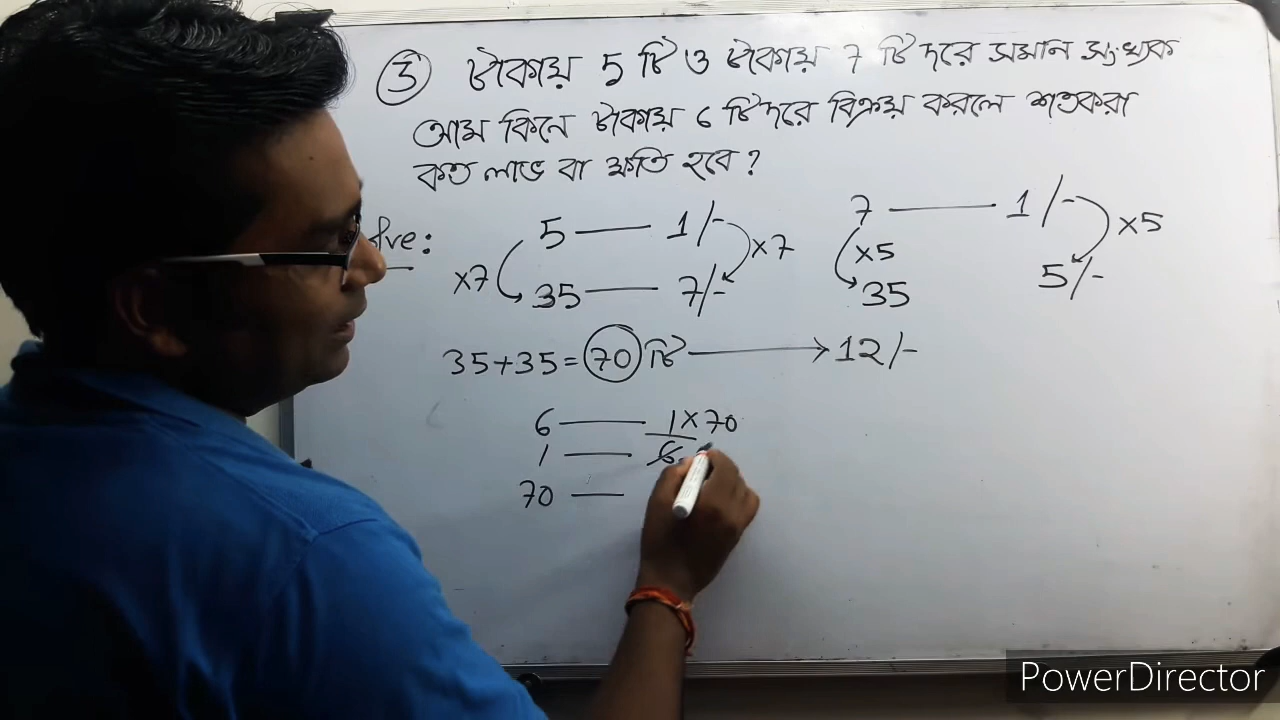 ③ টাকায় 5 টি ও টাকায় 7 টি দরে সমান সংখ্যক
আম কিনে টাকায় 6 টি দরে বিক্রয় করলে শতকরা
কত লাভ বা ক্ষতি হবে ?
5 — 1/- ×7
×7 35 — 7/-
7 — 1/- ×5
×5 35 5/-
35+35= 70 টি → 12/-
6 — 1×70
1 — 6
70 —
PowerDirector